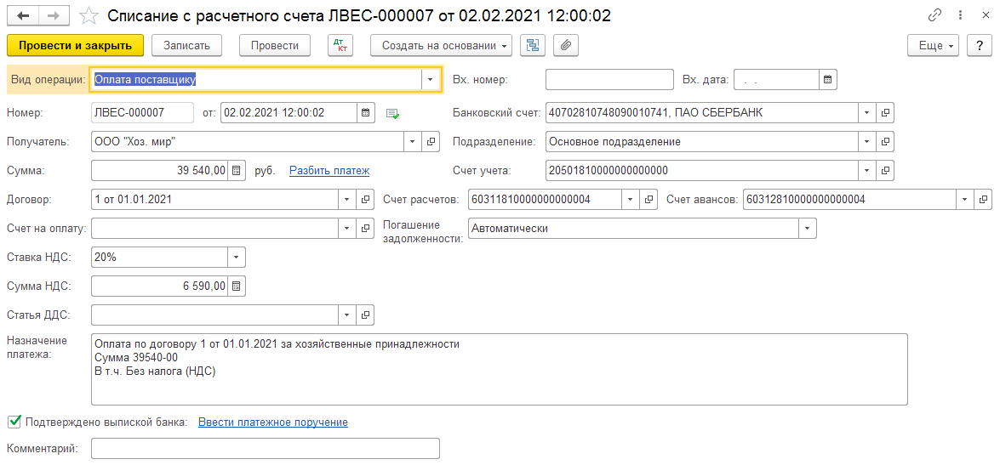 Списание с расчетного счета ЛВЕС-000007 от 02.02.2021 12:00:02
Провести и закрыть Записать Провести Дт Кт Создать на основании Еще ?
Вид операции: Оплата поставщику Вх. номер: Вх. дата: . .
Номер: ЛВЕС-000007 от: 02.02.2021 12:00:02 Банковский счет: 40702810748090010741, ПАО СБЕРБАНК
Получатель: ООО "Хоз. мир" Подразделение: Основное подразделение
Сумма: 39 540,00 руб. Разбить платеж Счет учета: 20501810000000000000
Договор: 1 от 01.01.2021 Счет расчетов: 60311810000000000004 Счет авансов: 60312810000000000004
Счет на оплату: Погашение задолженности: Автоматически
Ставка НДС: 20%
Сумма НДС: 6 590,00
Статья ДДС:
Назначение платежа:
Оплата по договору 1 от 01.01.2021 за хозяйственные принадлежности
Сумма 39540-00
В т.ч. Без налога (НДС)
Подтверждено выпиской банка: Ввести платежное поручение
Комментарий: